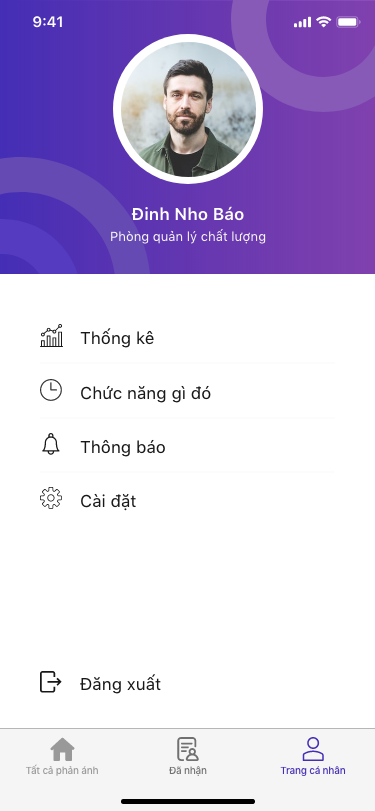 9:41
Đinh Nho Báo
Phòng quản lý chất lượng
Thống kê
Chức năng gì đó
Thông báo
Cài đặt
Đăng xuất
Tất cả phản ánh
Đã nhận
Trang cá nhân